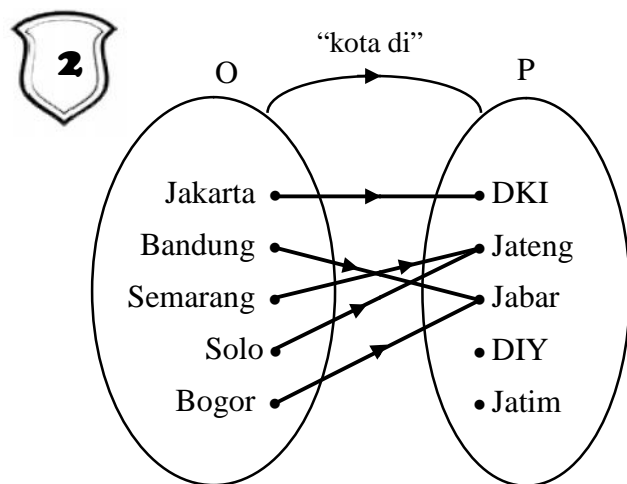 2
“kota di”
O
P
Jakarta
DKI
Bandung
Jateng
Semarang
Jabar
Solo
DIY
Bogor
Jatim